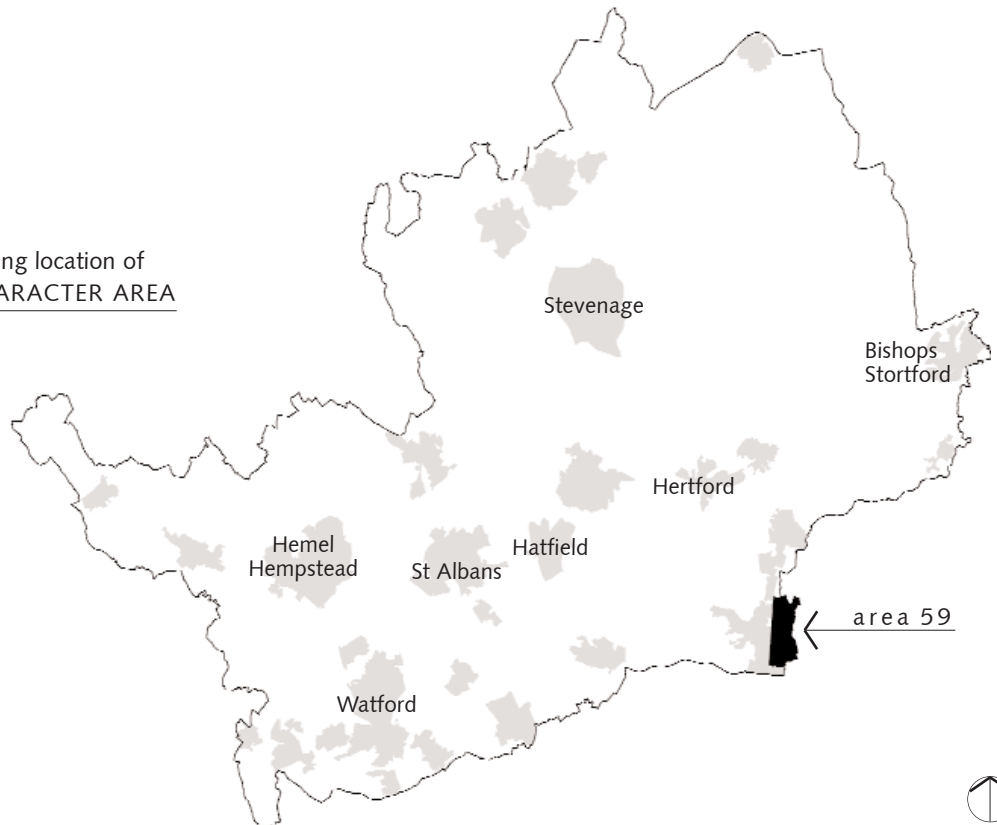 ng location of
ARACTER AREA
Stevenage
Bishops
Stortford
Hertford
Hemel
Hempstead
St Albans
Hatfield
area 59
Watford